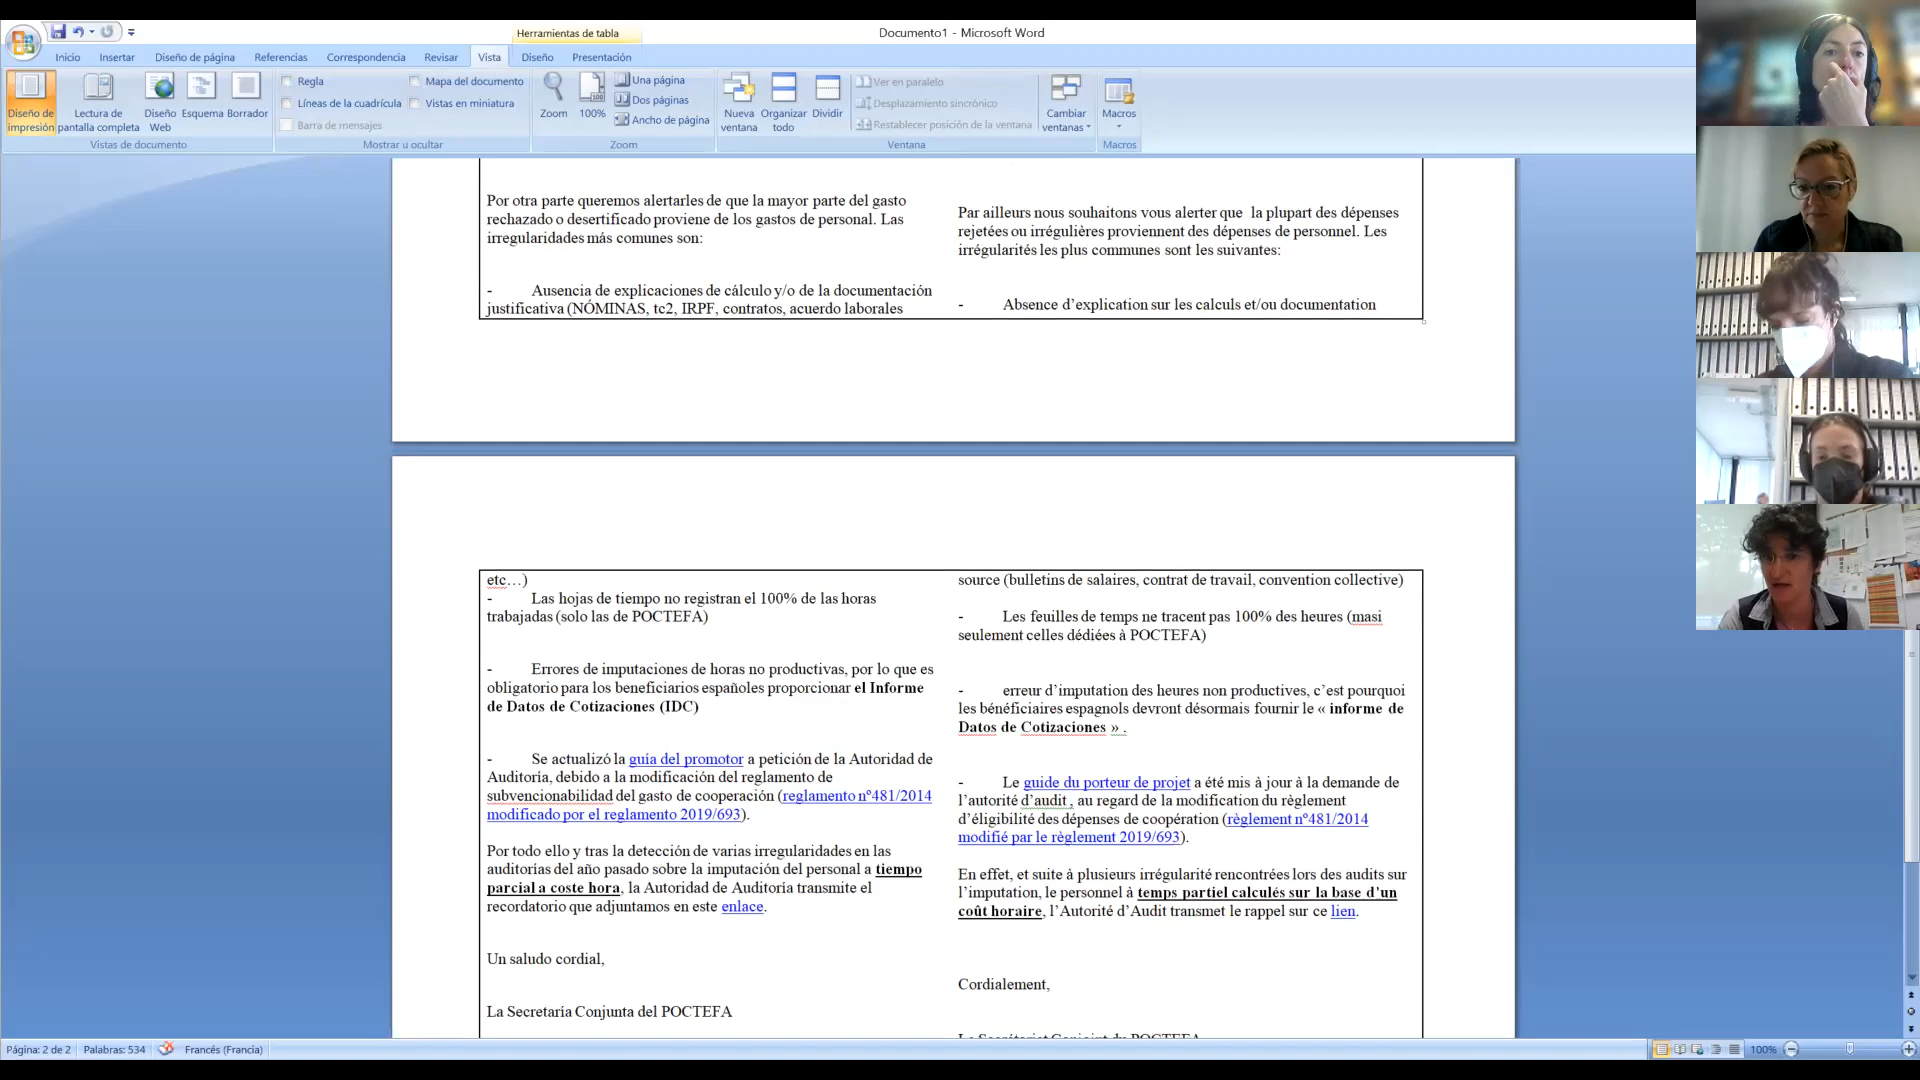 Herramientas de tabla
Documento1 - Microsoft Word
Inicio
Insertar
Diseño de página
Referencias
Correspondencia
Revisar
Vista
Diseño
Presentación
Diseño de impresión
Lectura de pantalla completa
Diseño Web
Esquema
Borrador
Vistas de documento
Regla
Líneas de la cuadrícula
Barra de mensajes
Mapa del documento
Vistas en miniatura
Mostrar u ocultar
Zoom
100%
Una página
Dos páginas
Ancho de página
Zoom
Nueva ventana
Organizar todo
Dividir
Ver en paralelo
Desplazamiento sincrónico
Restablecer posición de la ventana
Ventana
Cambiar ventanas
Macros
Macros
Por otra parte queremos alertarles de que la mayor parte del gasto
rechazado o desertificado proviene de los gastos de personal. Las
irregularidades más comunes son:
- Ausencia de explicaciones de cálculo y/o de la documentación
justificativa (NÓMINAS, tc2, IRPF, contratos, acuerdo laborales
Par ailleurs nous souhaitons vous alerter que la plupart des dépenses
rejetées ou irrégulières proviennent des dépenses de personnel. Les
irrégularités les plus communes sont les suivantes:
- Absence d'explication sur les calculs et/ou documentation
etc…)
- Las hojas de tiempo no registran el 100% de las horas
trabajadas (solo las de POCTEFA)
- Errores de imputaciones de horas no productivas, por lo que es
obligatorio para los beneficiarios españoles proporcionar el Informe
de Datos de Cotizaciones (IDC)
- Se actualizó la guía del promotor a petición de la Autoridad de
Auditoría, debido a la modificación del reglamento de
subvencionabilidad del gasto de cooperación (reglamento nº481/2014
modificado por el reglamento 2019/693).
Por todo ello y tras la detección de varias irregularidades en las
auditorías del año pasado sobre la imputación del personal a tiempo
parcial a coste hora, la Autoridad de Auditoría transmite el
recordatorio que adjuntamos en este enlace.
Un saludo cordial,
La Secretaría Conjunta del POCTEFA
source (bulletins de salaires, contrat de travail, convention collective)
- Les feuilles de temps ne tracent pas 100% des heures (masi
seulement celles dédiées à POCTEFA)
- erreur d'imputation des heures non productives, c'est pourquoi
les bénéficiaires espagnols devront désormais fournir le « informe de
Datos de Cotizaciones » .
- Le guide du porteur de projet a été mis à jour à la demande de
l'autorité d'audit , au regard de la modification du règlement
d'éligibilité des dépenses de coopération (règlement nº481/2014
modifié par le règlement 2019/693).
En effet, et suite à plusieurs irrégularité rencontrées lors des audits sur
l'imputation, le personnel à temps partiel calculés sur la base d'un
coût horaire, l'Autorité d'Audit transmet le rappel sur ce lien.
Cordialement,
Le Secrétariat Conjoint du POCTEFA
Página: 2 de 2
Palabras: 534
Francés (Francia)
100%